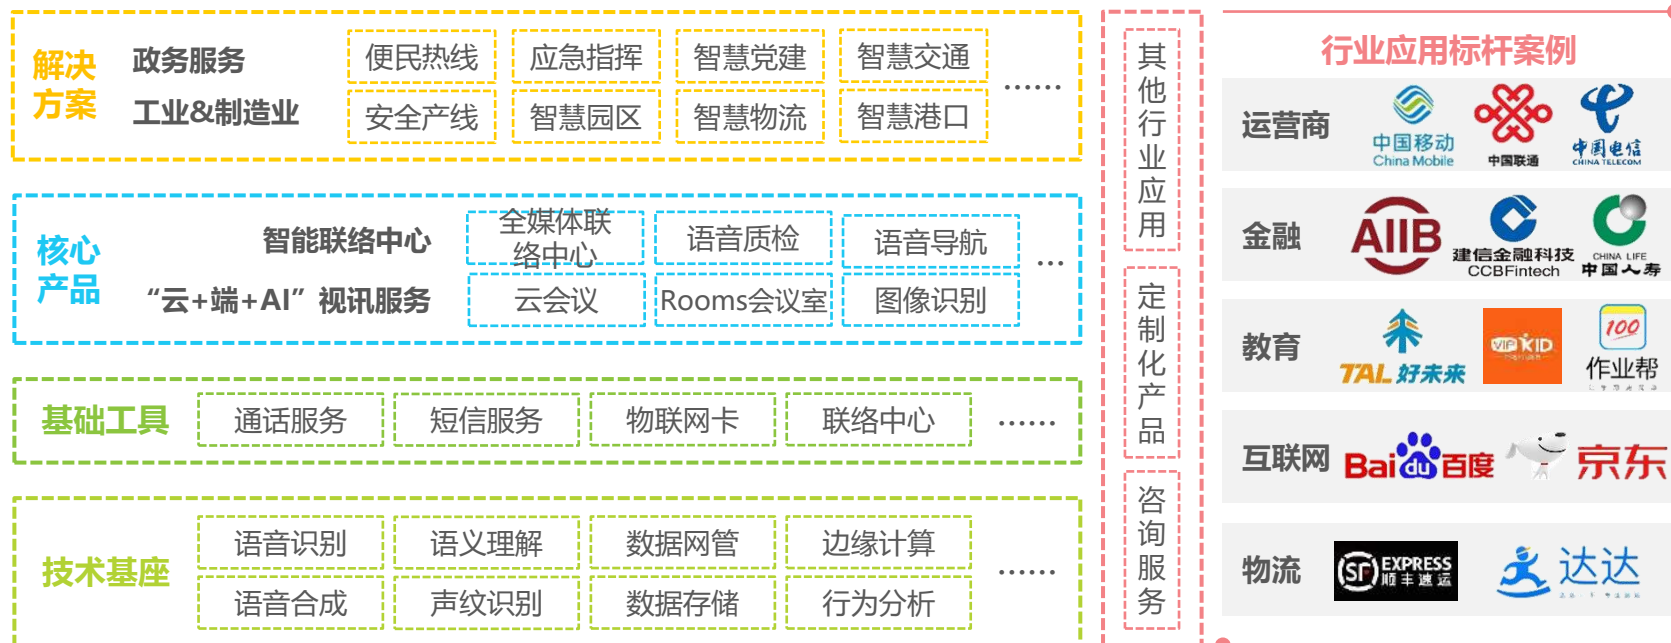 解决
方案
政务服务
便民热线
应急指挥
智慧党建
智慧交通
工业&制造业
安全产线
智慧园区
智慧物流
智慧港口
……
核心
产品
智能联络中心
全媒体联
络中心
语音质检
语音导航
“云+端+AI”视讯服务
云会议
Rooms会议室
图像识别
…
基础工具
通话服务
短信服务
物联网卡
联络中心
……
技术基座
语音识别
语义理解
数据网管
边缘计算
语音合成
声纹识别
数据存储
行为分析
……
其他行业应用
定制化产品
咨询服务
行业应用标杆案例
运营商
中国移动
China Mobile
中国联通
中国电信
CHINA TELECOM
金融
AIIB
建信金融科技
CCBFintech
CHINA LIFE
中国人寿
教育
TAL 好未来
VIPKID
100
作业帮
互联网
Bai du 百度
京东
物流
SF EXPRESS
顺丰速运
达达